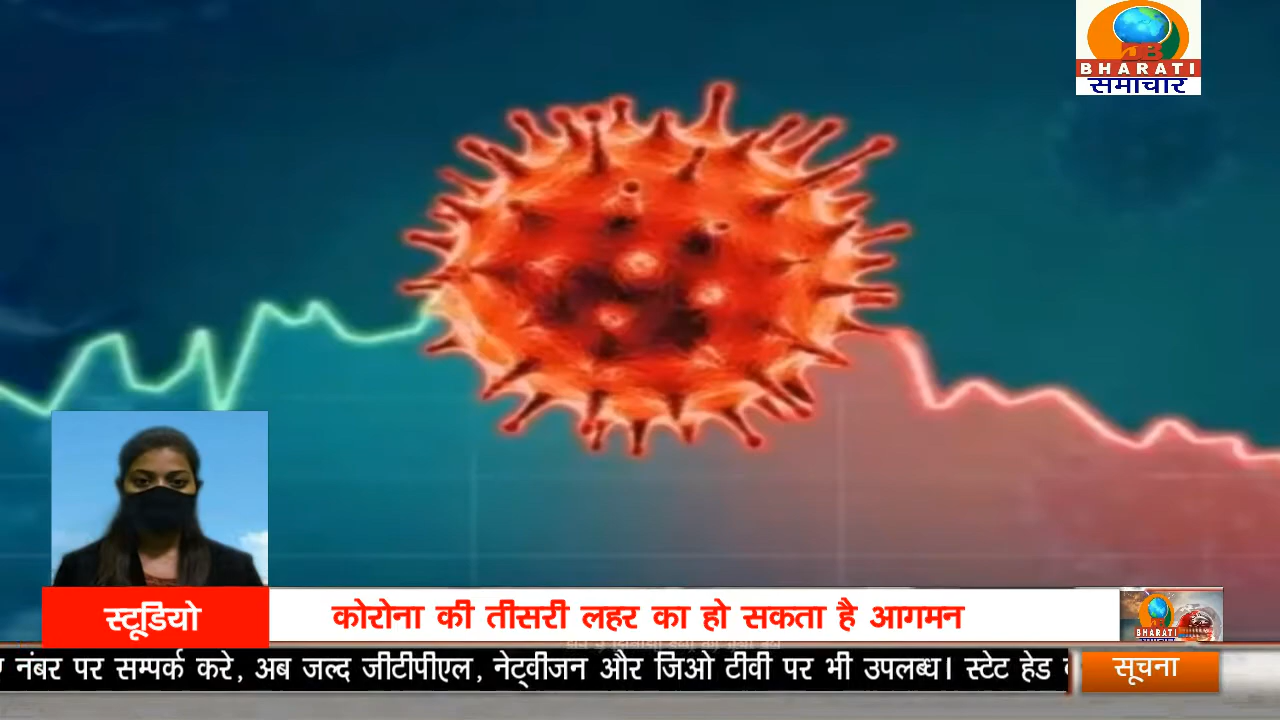 BHARATI
समाचार
स्टूडियो
कोरोना की तीसरी लहर का हो सकता है आगमन
BHARATI
नंबर पर सम्पर्क करे, अब जल्द जीटीपीएल, नेट्वीजन और जिओ टीवी पर भी उपलब्ध। स्टेट हेड
सूचना